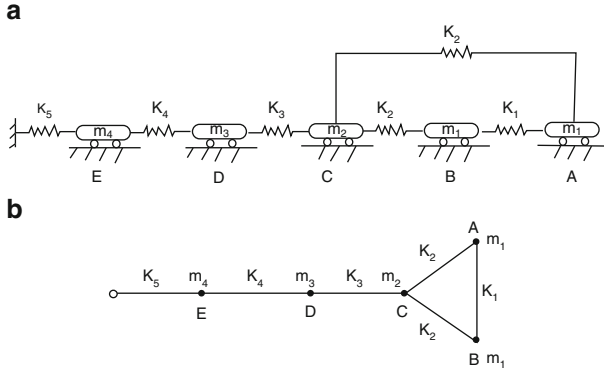 a
K₂
K₅ K₄ K₃ K₂ K₁
m₄ m₃ m₂ m₁ m₁
E D C B A
b
A
K₂ m₁
K₅ m₄ K₄ m₃ K₃ m₂ K₁
E D C
K₂
B m₁